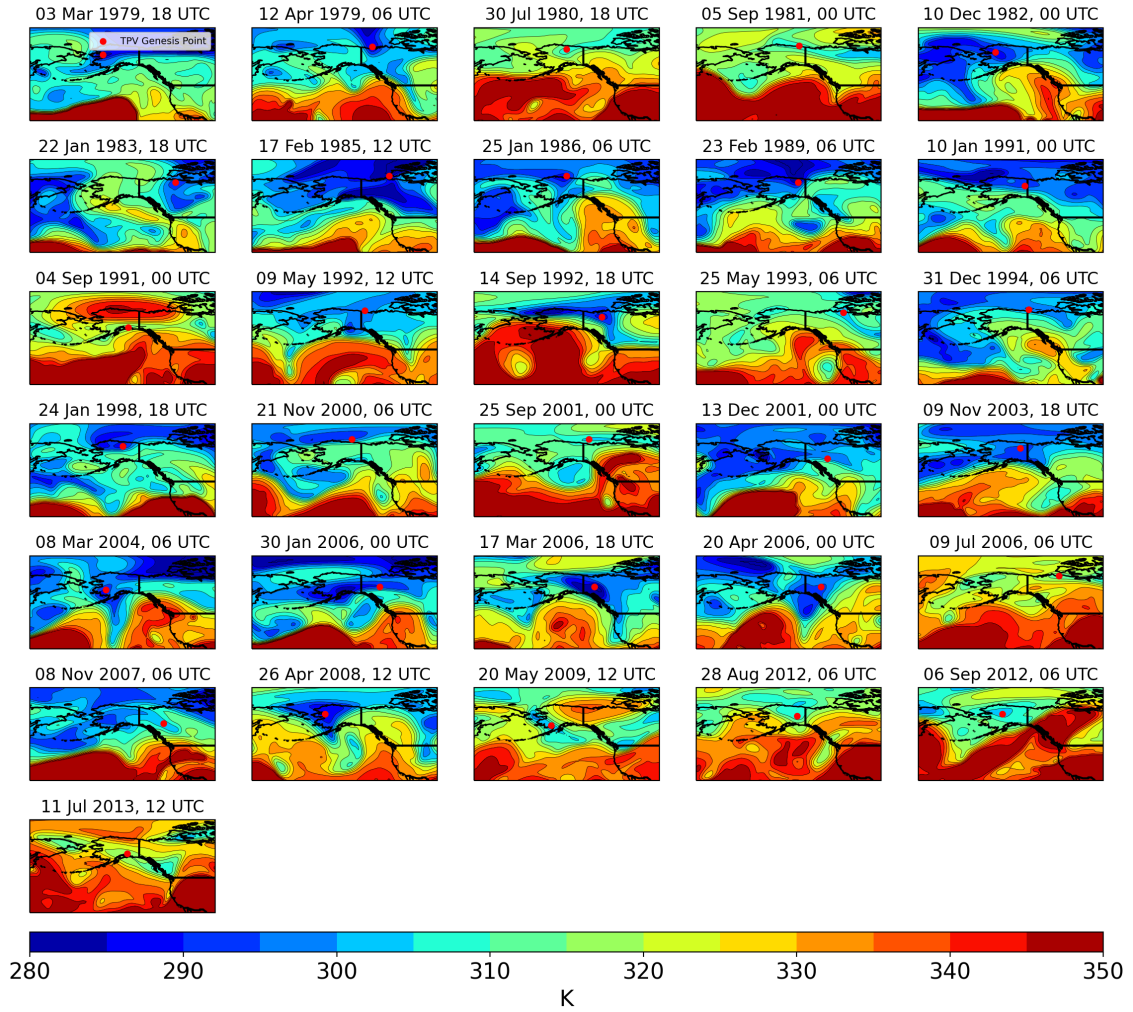 03 Mar 1979, 18 UTC
12 Apr 1979, 06 UTC
30 Jul 1980, 18 UTC
05 Sep 1981, 00 UTC
10 Dec 1982, 00 UTC
TPV Genesis Point
22 Jan 1983, 18 UTC
17 Feb 1985, 12 UTC
25 Jan 1986, 06 UTC
23 Feb 1989, 06 UTC
10 Jan 1991, 00 UTC
04 Sep 1991, 00 UTC
09 May 1992, 12 UTC
14 Sep 1992, 18 UTC
25 May 1993, 06 UTC
31 Dec 1994, 06 UTC
24 Jan 1998, 18 UTC
21 Nov 2000, 06 UTC
25 Sep 2001, 00 UTC
13 Dec 2001, 00 UTC
09 Nov 2003, 18 UTC
08 Mar 2004, 06 UTC
30 Jan 2006, 00 UTC
17 Mar 2006, 18 UTC
20 Apr 2006, 00 UTC
09 Jul 2006, 06 UTC
08 Nov 2007, 06 UTC
26 Apr 2008, 12 UTC
20 May 2009, 12 UTC
28 Aug 2012, 06 UTC
06 Sep 2012, 06 UTC
11 Jul 2013, 12 UTC
280 290 300 310 320 330 340 350
K